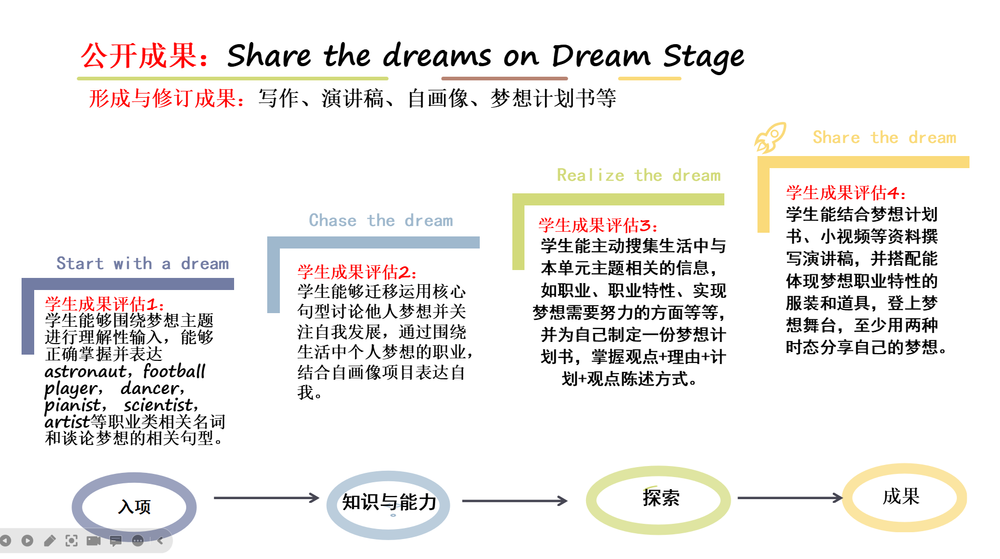 公开成果：Share the dreams on Dream Stage
形成与修订成果：写作、演讲稿、自画像、梦想计划书等
Start with a dream
学生成果评估1：
学生能够围绕梦想主题
进行理解性输入，能够
正确掌握并表达
astronaut，football
player， dancer，
pianist， scientist，
artist等职业类相关名词
和谈论梦想的相关句型。
Chase the dream
学生成果评估2：
学生能够迁移运用核心
句型讨论他人梦想并关
注自我发展，通过围绕
生活中个人梦想的职业，
结合自画像项目表达自
我。
Realize the dream
学生成果评估3：
学生能主动搜集生活中与
本单元主题相关的信息，
如职业、职业特性、实现
梦想需要努力的方面等等，
并为自己制定一份梦想计
划书，掌握观点+理由+计
划+观点陈述方式。
Share the dream
学生成果评估4：
学生能结合梦想计划
书、小视频等资料撰
写演讲稿，并搭配能
体现梦想职业特性的
服装和道具，登上梦
想舞台，至少用两种
时态分享自己的梦想。
入项
知识与能力
探索
成果